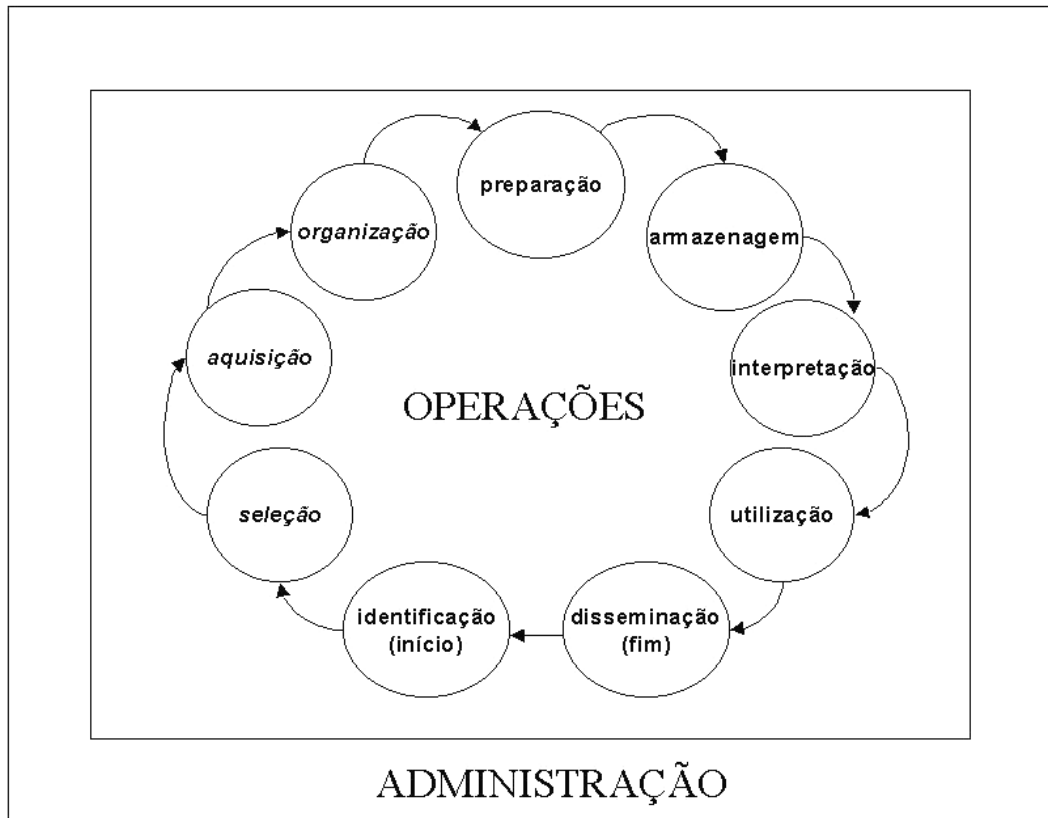 preparação
organização
armazenagem
aquisição
interpretação
OPERAÇÕES
seleção
utilização
identificação
(início)
disseminação
(fim)
ADMINISTRAÇÃO